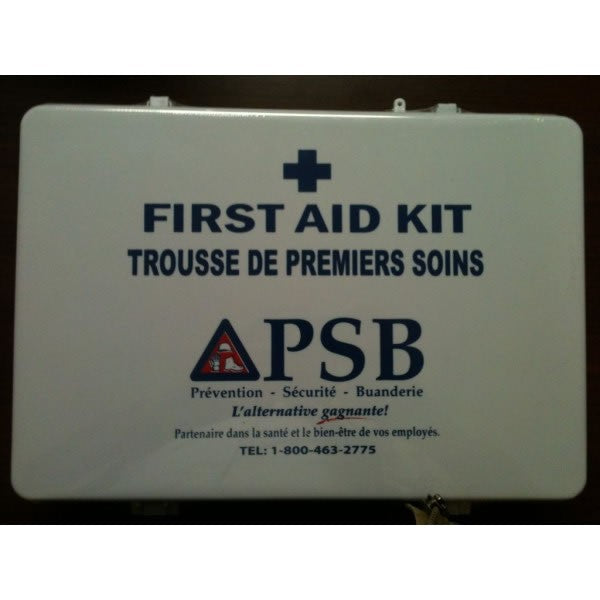 FIRST AID KIT
TROUSSE DE PREMIERS SOINS
PSB
Prévention - Sécurité - Buanderie
L'alternative gagnante!
Partenaire dans la santé et le bien-être de vos employés.
TEL: 1-800-463-2775